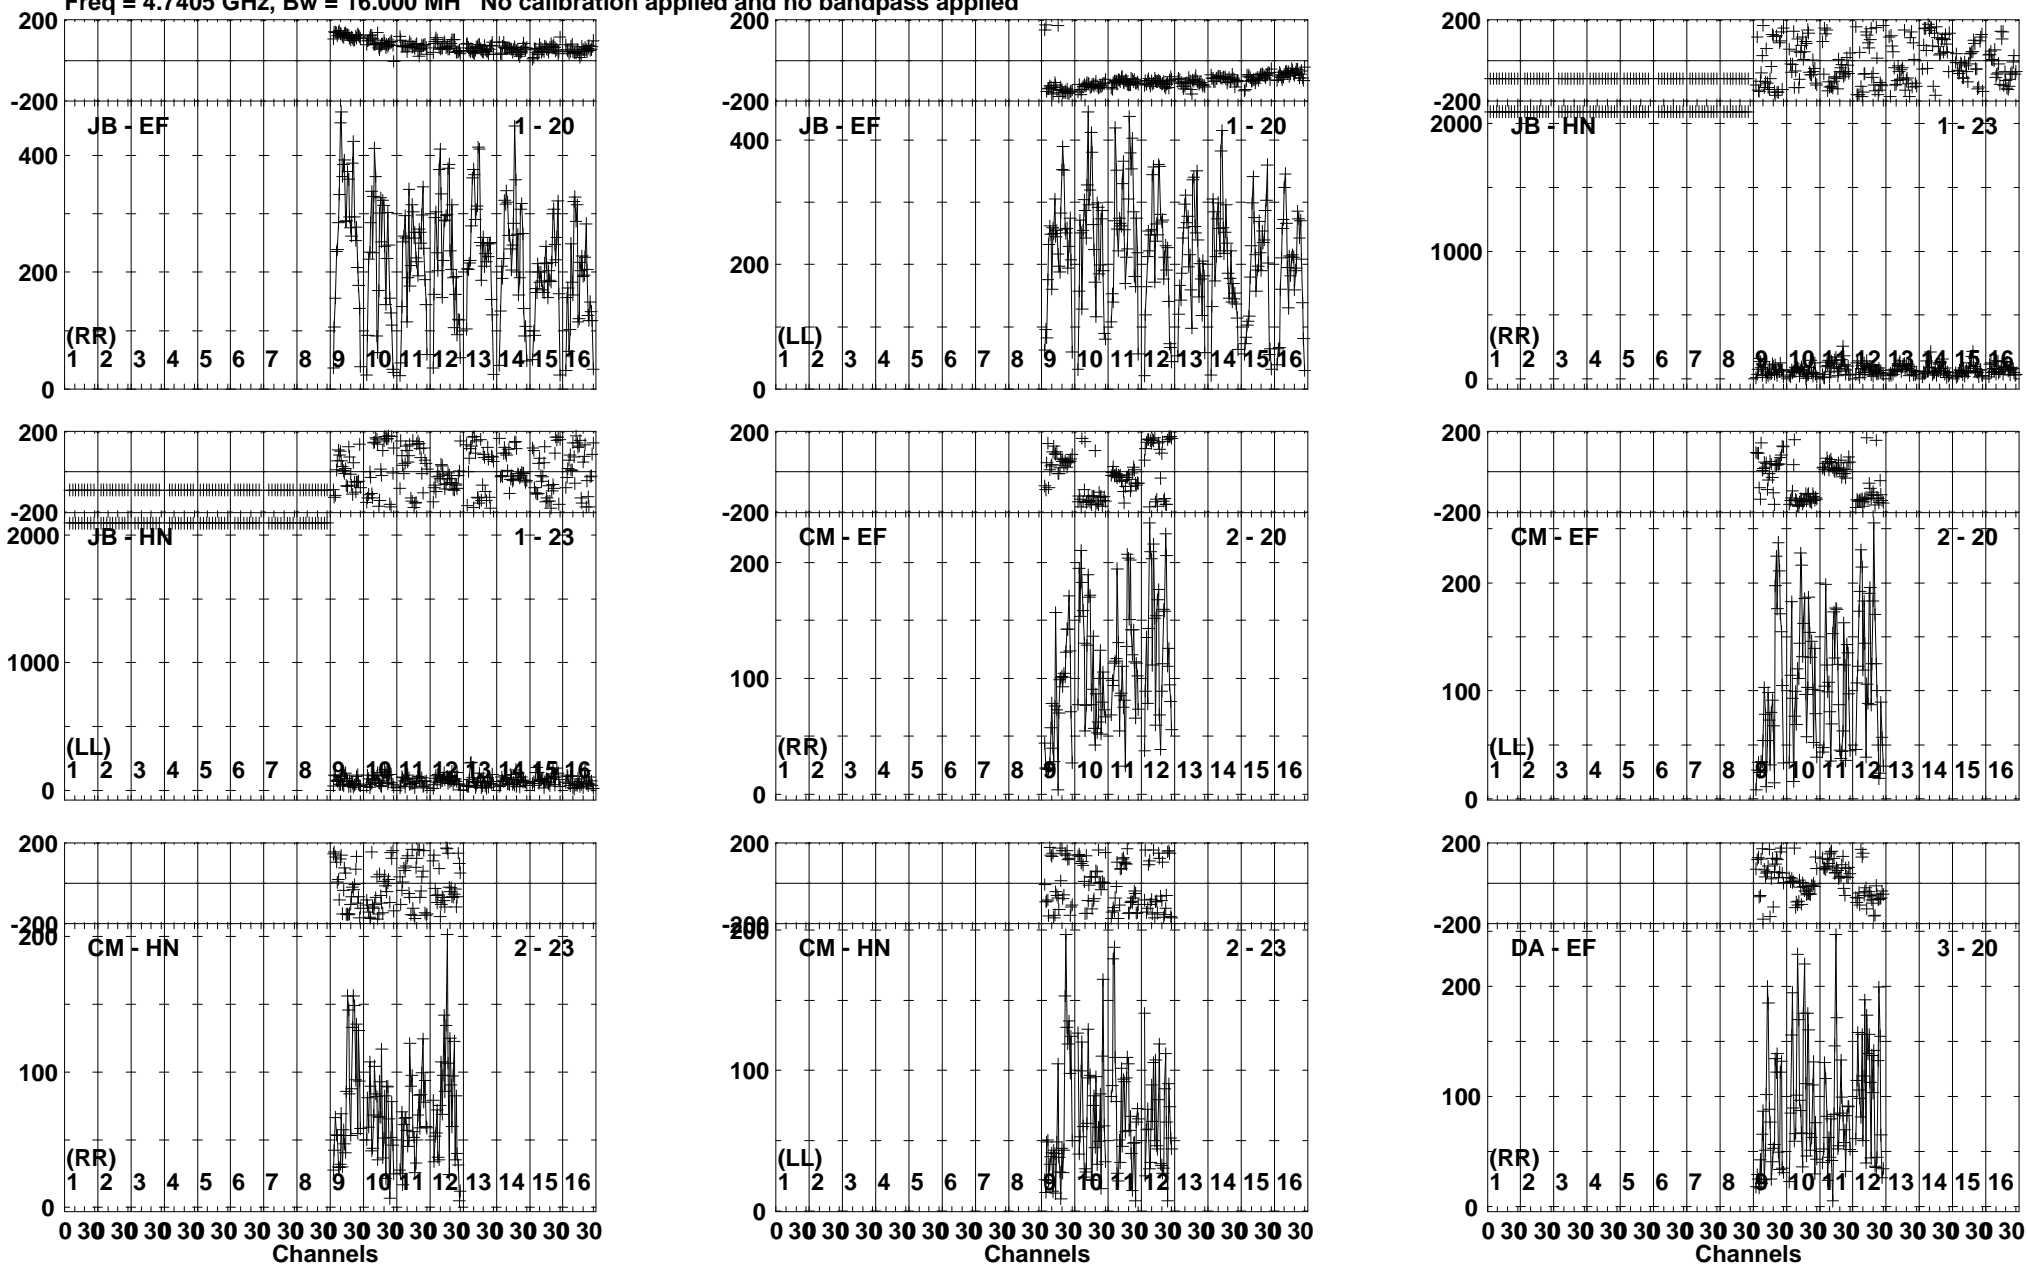 Freq = 4.7405 GHz, Bw = 16.000 MH No calibration applied and no bandpass applied
200 200 200
-200 -200 -200
JB - EF 1 - 20 JB - EF 1 - 20 JB - HN 1 - 23
400 400 2000
200 200 1000
(RR) (LL) (RR)
1 2 3 4 5 6 7 8 9 10 11 12 13 14 15 16 1 2 3 4 5 6 7 8 9 10 11 12 13 14 15 16 1 2 3 4 5 6 7 8 9 10 11 12 13 14 15 16
0 0 0
200 200 200
-200 -200 -200
JB - HN 1 - 23 CM - EF 2 - 20 CM - EF 2 - 20
2000 200 200
1000 100 100
(LL) (RR) (LL)
1 2 3 4 5 6 7 8 9 10 11 12 13 14 15 16 1 2 3 4 5 6 7 8 9 10 11 12 13 14 15 16 1 2 3 4 5 6 7 8 9 10 11 12 13 14 15 16
0 0 0
200 200 200
-200 -200 -200
200 200
CM - HN 2 - 23 CM - HN 2 - 23 DA - EF 3 - 20
200
100 100 100
(RR) (LL) (RR)
1 2 3 4 5 6 7 8 9 10 11 12 13 14 15 16 1 2 3 4 5 6 7 8 9 10 11 12 13 14 15 16 1 2 3 4 5 6 7 8 9 10 11 12 13 14 15 16
0 0 0
0 30 0 30 0 30 0 30 0 30 0 30 0 30 0 30 0 30 0 30 0 30 0 30 0 30 0 30 0 30 0 30 0 30 0 30 0 30 0 30 0 30 0 30 0 30 0 30 0 30 0 30 0 30 0 30 0 30 0 30 0 30 0 30 0 30 0 30 0 30 0 30 0 30 0 30 0 30 0 30 0 30 0 30 0 30 0 30 0 30 0 30 0 30 0 30
Channels Channels Channels